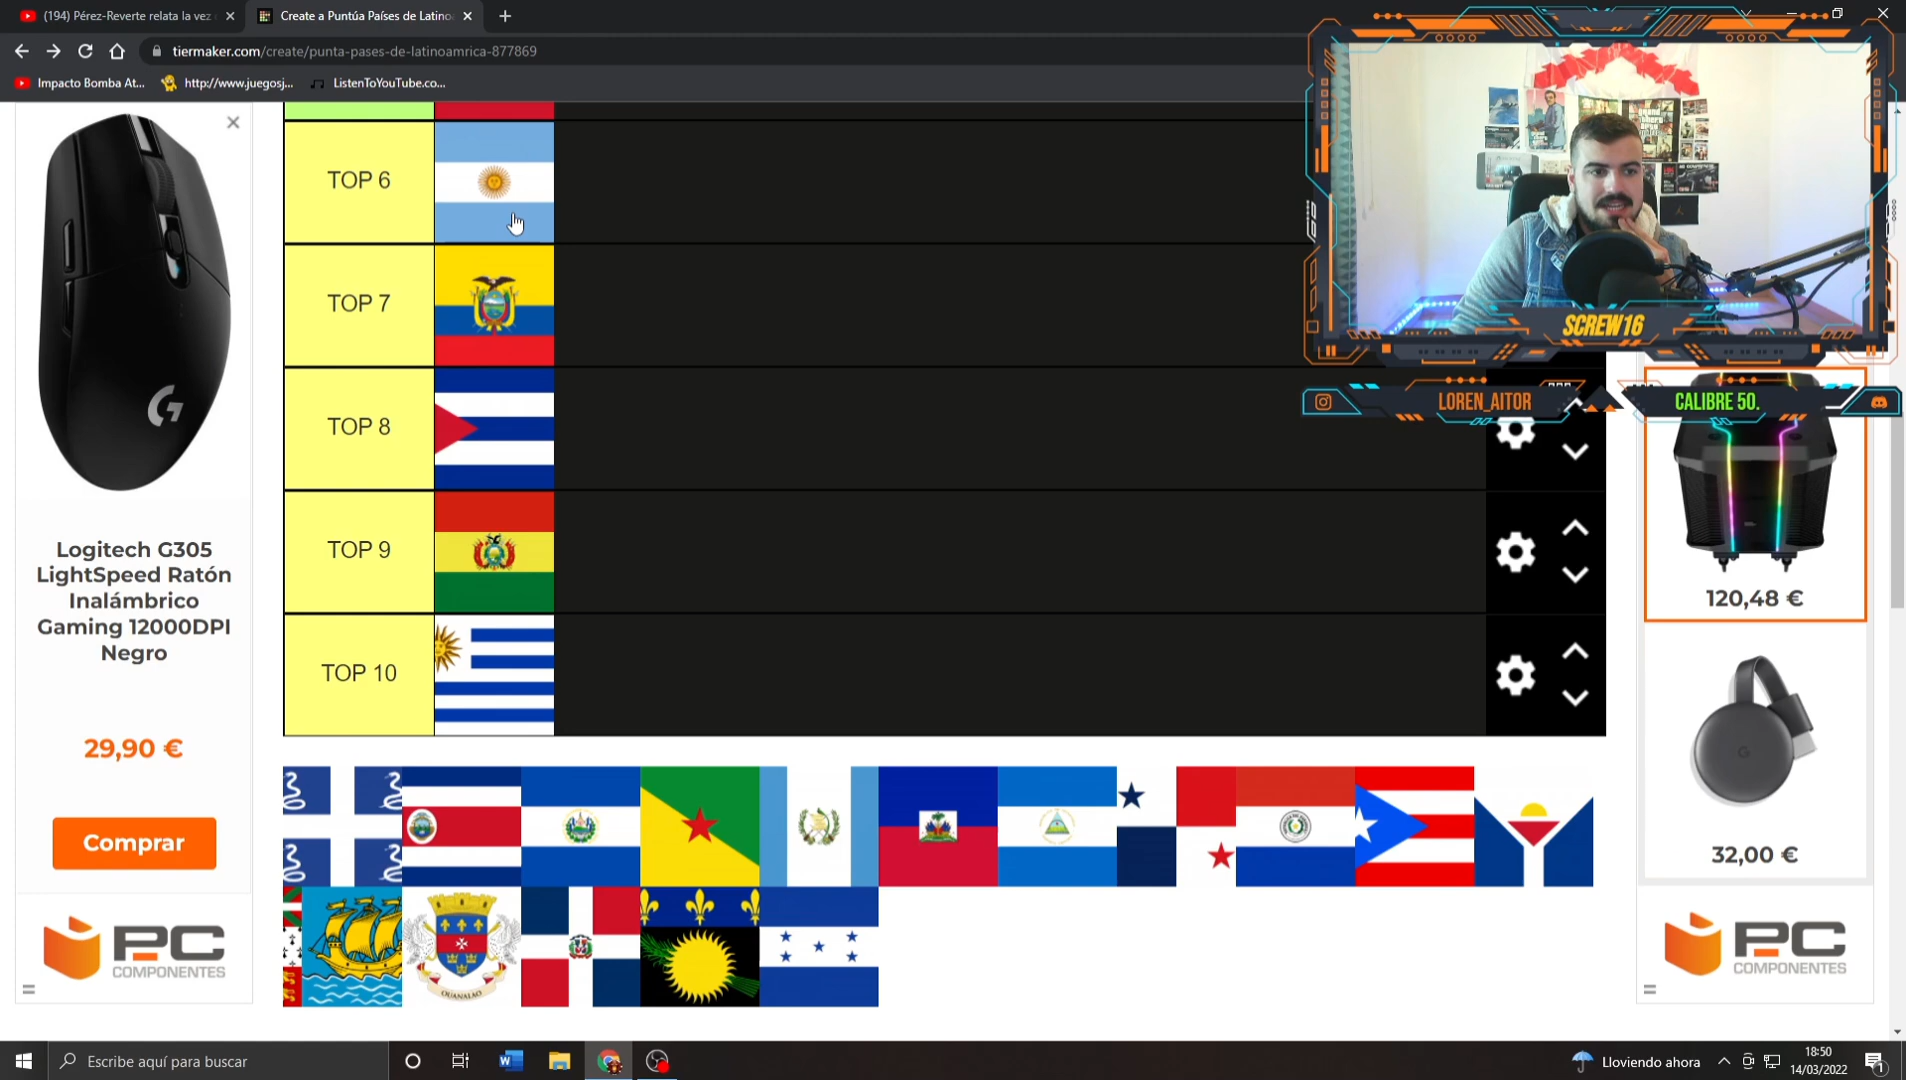 (194) Pérez-Reverte relata la vez
Create a Puntúa Países de Latino
tiermaker.com/create/punta-pases-de-latinoamrica-877869
Impacto Bomba At...
http://www.juegosj...
ListenToYouTube.co...
TOP 6
TOP 7
TOP 8
TOP 9
TOP 10
SCREW16
LOREN_AITOR
CALIBRE 50.
Logitech G305
LightSpeed Ratón
Inalámbrico
Gaming 12000DPI
Negro
29,90 €
Comprar
PC
COMPONENTES
120,48 €
32,00 €
PC
COMPONENTES
OUANALAO
Escribe aquí para buscar
Lloviendo ahora
18:50
14/03/2022
1